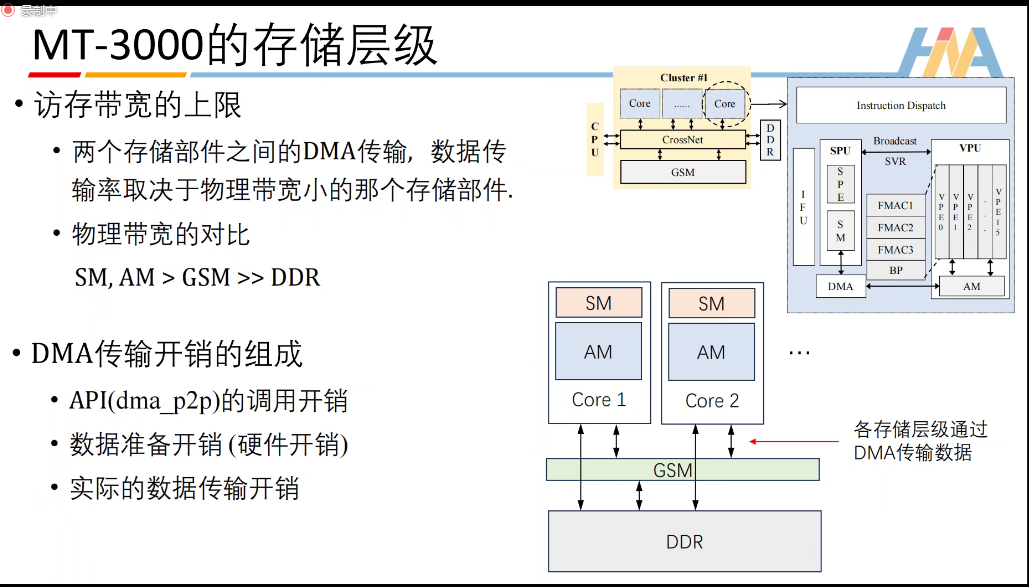 录制中
MT-3000的存储层级
HMA
• 访存带宽的上限
• 两个存储部件之间的DMA传输，数据传
输率取决于物理带宽小的那个存储部件.
• 物理带宽的对比
SM, AM > GSM >> DDR
• DMA传输开销的组成
• API(dma_p2p)的调用开销
• 数据准备开销 (硬件开销)
• 实际的数据传输开销
Cluster #1
Core
......
Core
CPU
CrossNet
DDR
GSM
Instruction Dispatch
IFU
SPU
SPE
SM
Broadcast
SVR
FMAC1
FMAC2
FMAC3
BP
VPU
VPE0
VPE1
VPE2
...
VPE15
DMA
AM
SM
AM
Core 1
SM
AM
Core 2
...
各存储层级通过
DMA传输数据
GSM
DDR